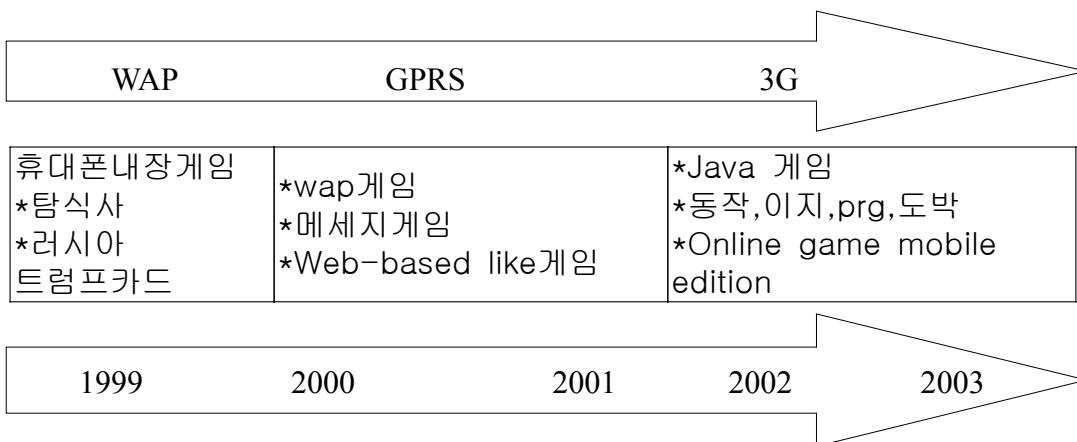 WAP GPRS 3G
휴대폰내장게임
*탐식사
*러시아
트럼프카드
*wap게임
*메세지게임
*Web-based like게임
*Java 게임
*동작,이지,prg,도박
*Online game mobile
edition
1999 2000 2001 2002 2003